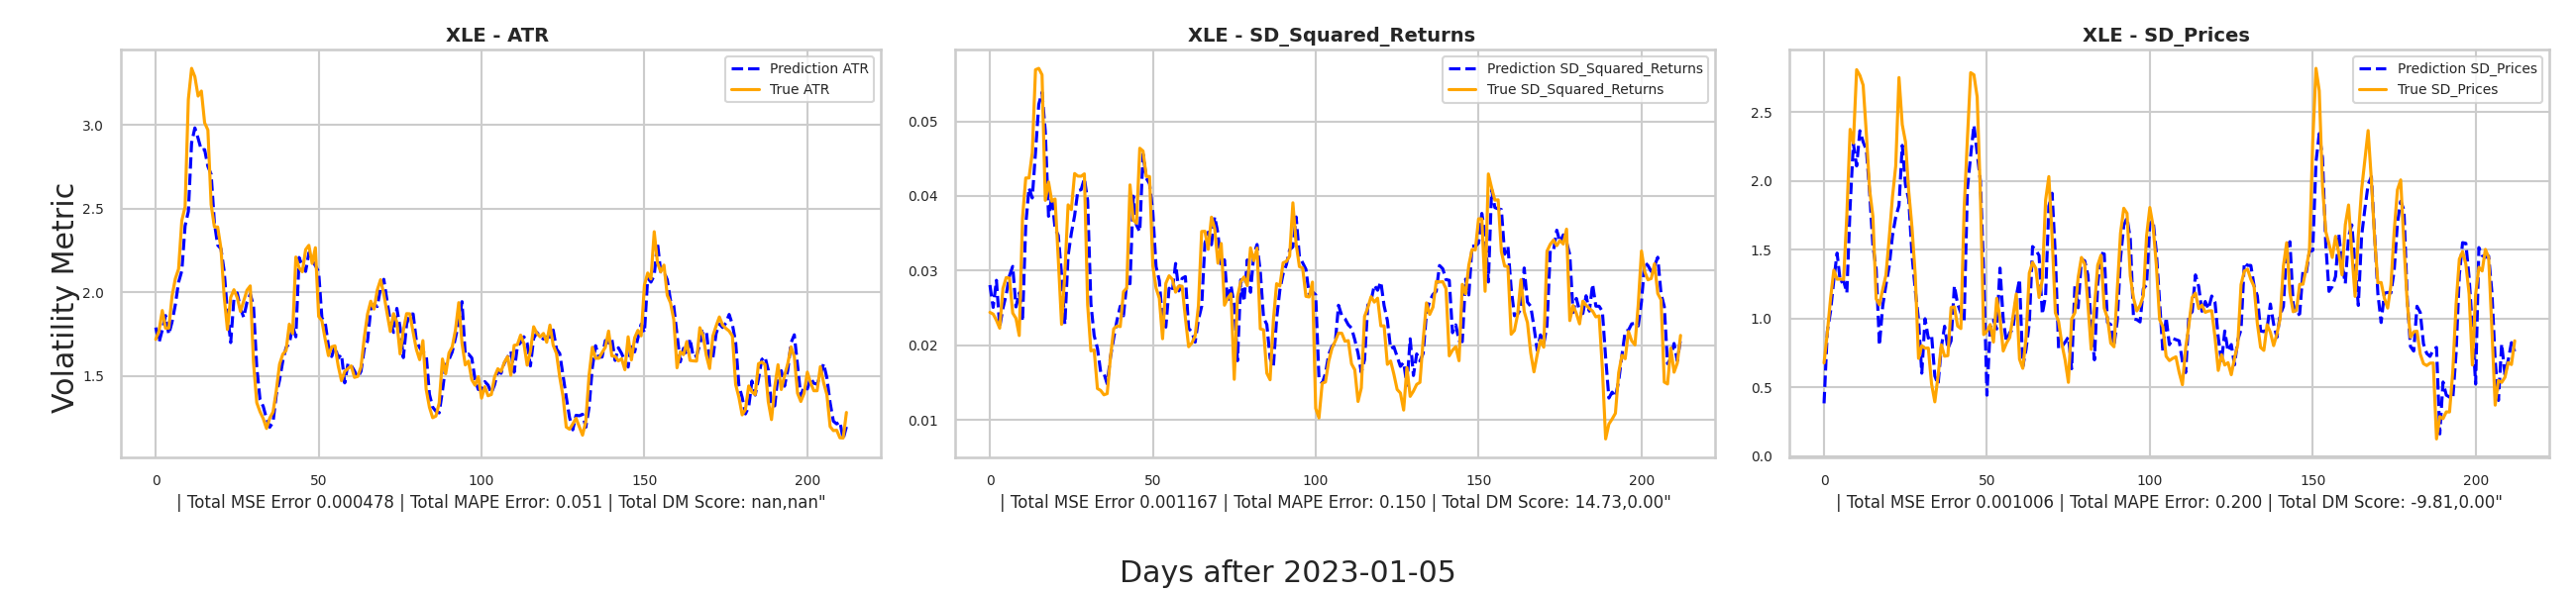 XLE - ATR
Volatility Metric
3.0
2.5
2.0
1.5
Prediction ATR
True ATR
0 50 100 150 200
| Total MSE Error 0.000478 | Total MAPE Error: 0.051 | Total DM Score: nan,nan"
XLE - SD_Squared_Returns
0.05
0.04
0.03
0.02
0.01
Prediction SD_Squared_Returns
True SD_Squared_Returns
0 50 100 150 200
| Total MSE Error 0.001167 | Total MAPE Error: 0.150 | Total DM Score: 14.73,0.00"
XLE - SD_Prices
2.5
2.0
1.5
1.0
0.5
0.0
Prediction SD_Prices
True SD_Prices
0 50 100 150 200
| Total MSE Error 0.001006 | Total MAPE Error: 0.200 | Total DM Score: -9.81,0.00"
Days after 2023-01-05